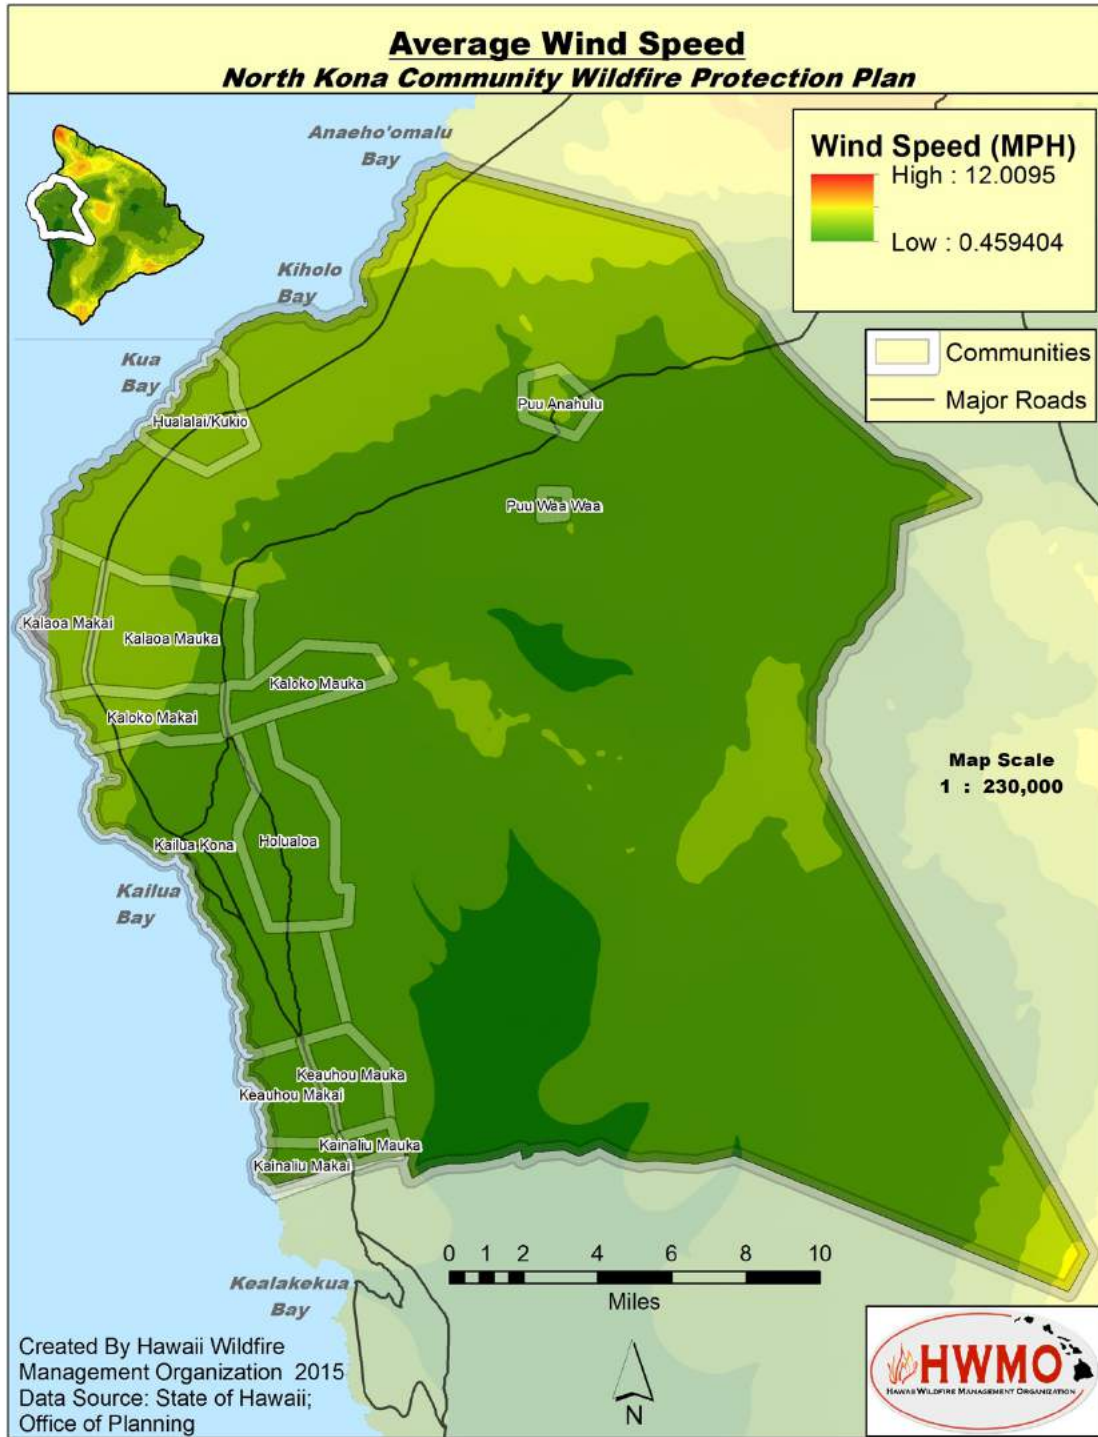 Average Wind Speed
North Kona Community Wildfire Protection Plan
Anaeho'omalu
Bay
Wind Speed (MPH)
High : 12.0095
Low : 0.459404
Kiholo
Bay
Communities
Major Roads
Kua
Bay
Hualalai/Kukio
Puu Anahulu
Puu Waa Waa
Kalaoa Makai
Kalaoa Mauka
Kaloko Mauka
Kaloko Makai
Map Scale
1 : 230,000
Kailua Kona
Holualoa
Kailua
Bay
Keauhou Mauka
Keauhou Makai
Kainaliu Mauka
Kainaliu Makai
0 1 2 4 6 8 10
Miles
Kealakekua
Bay
N
Created By Hawaii Wildfire
Management Organization 2015
Data Source: State of Hawaii;
Office of Planning
HWMO
HAWAII WILDFIRE MANAGEMENT ORGANIZATION